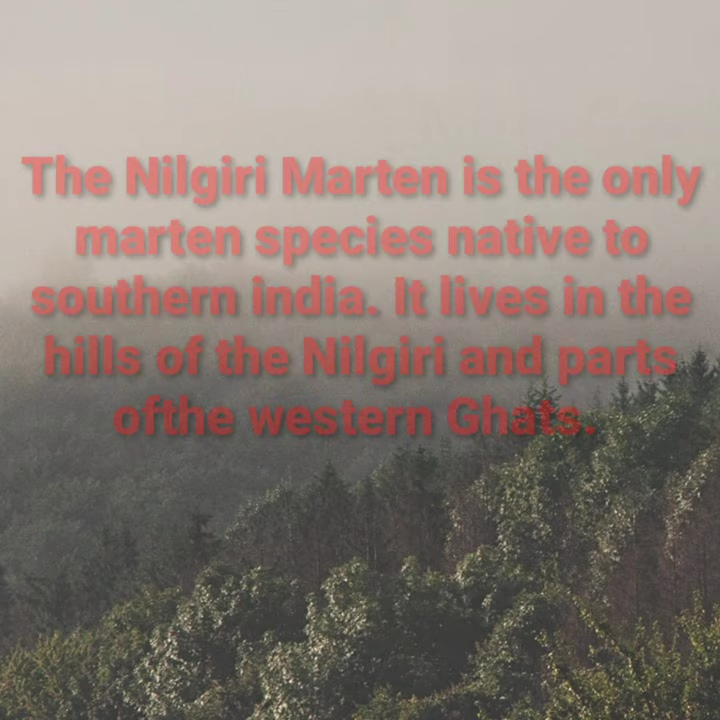 The Nilgiri Marten is the only
marten species native to
southern india. It lives in the
hills of the Nilgiri and parts
ofthe western Ghats.